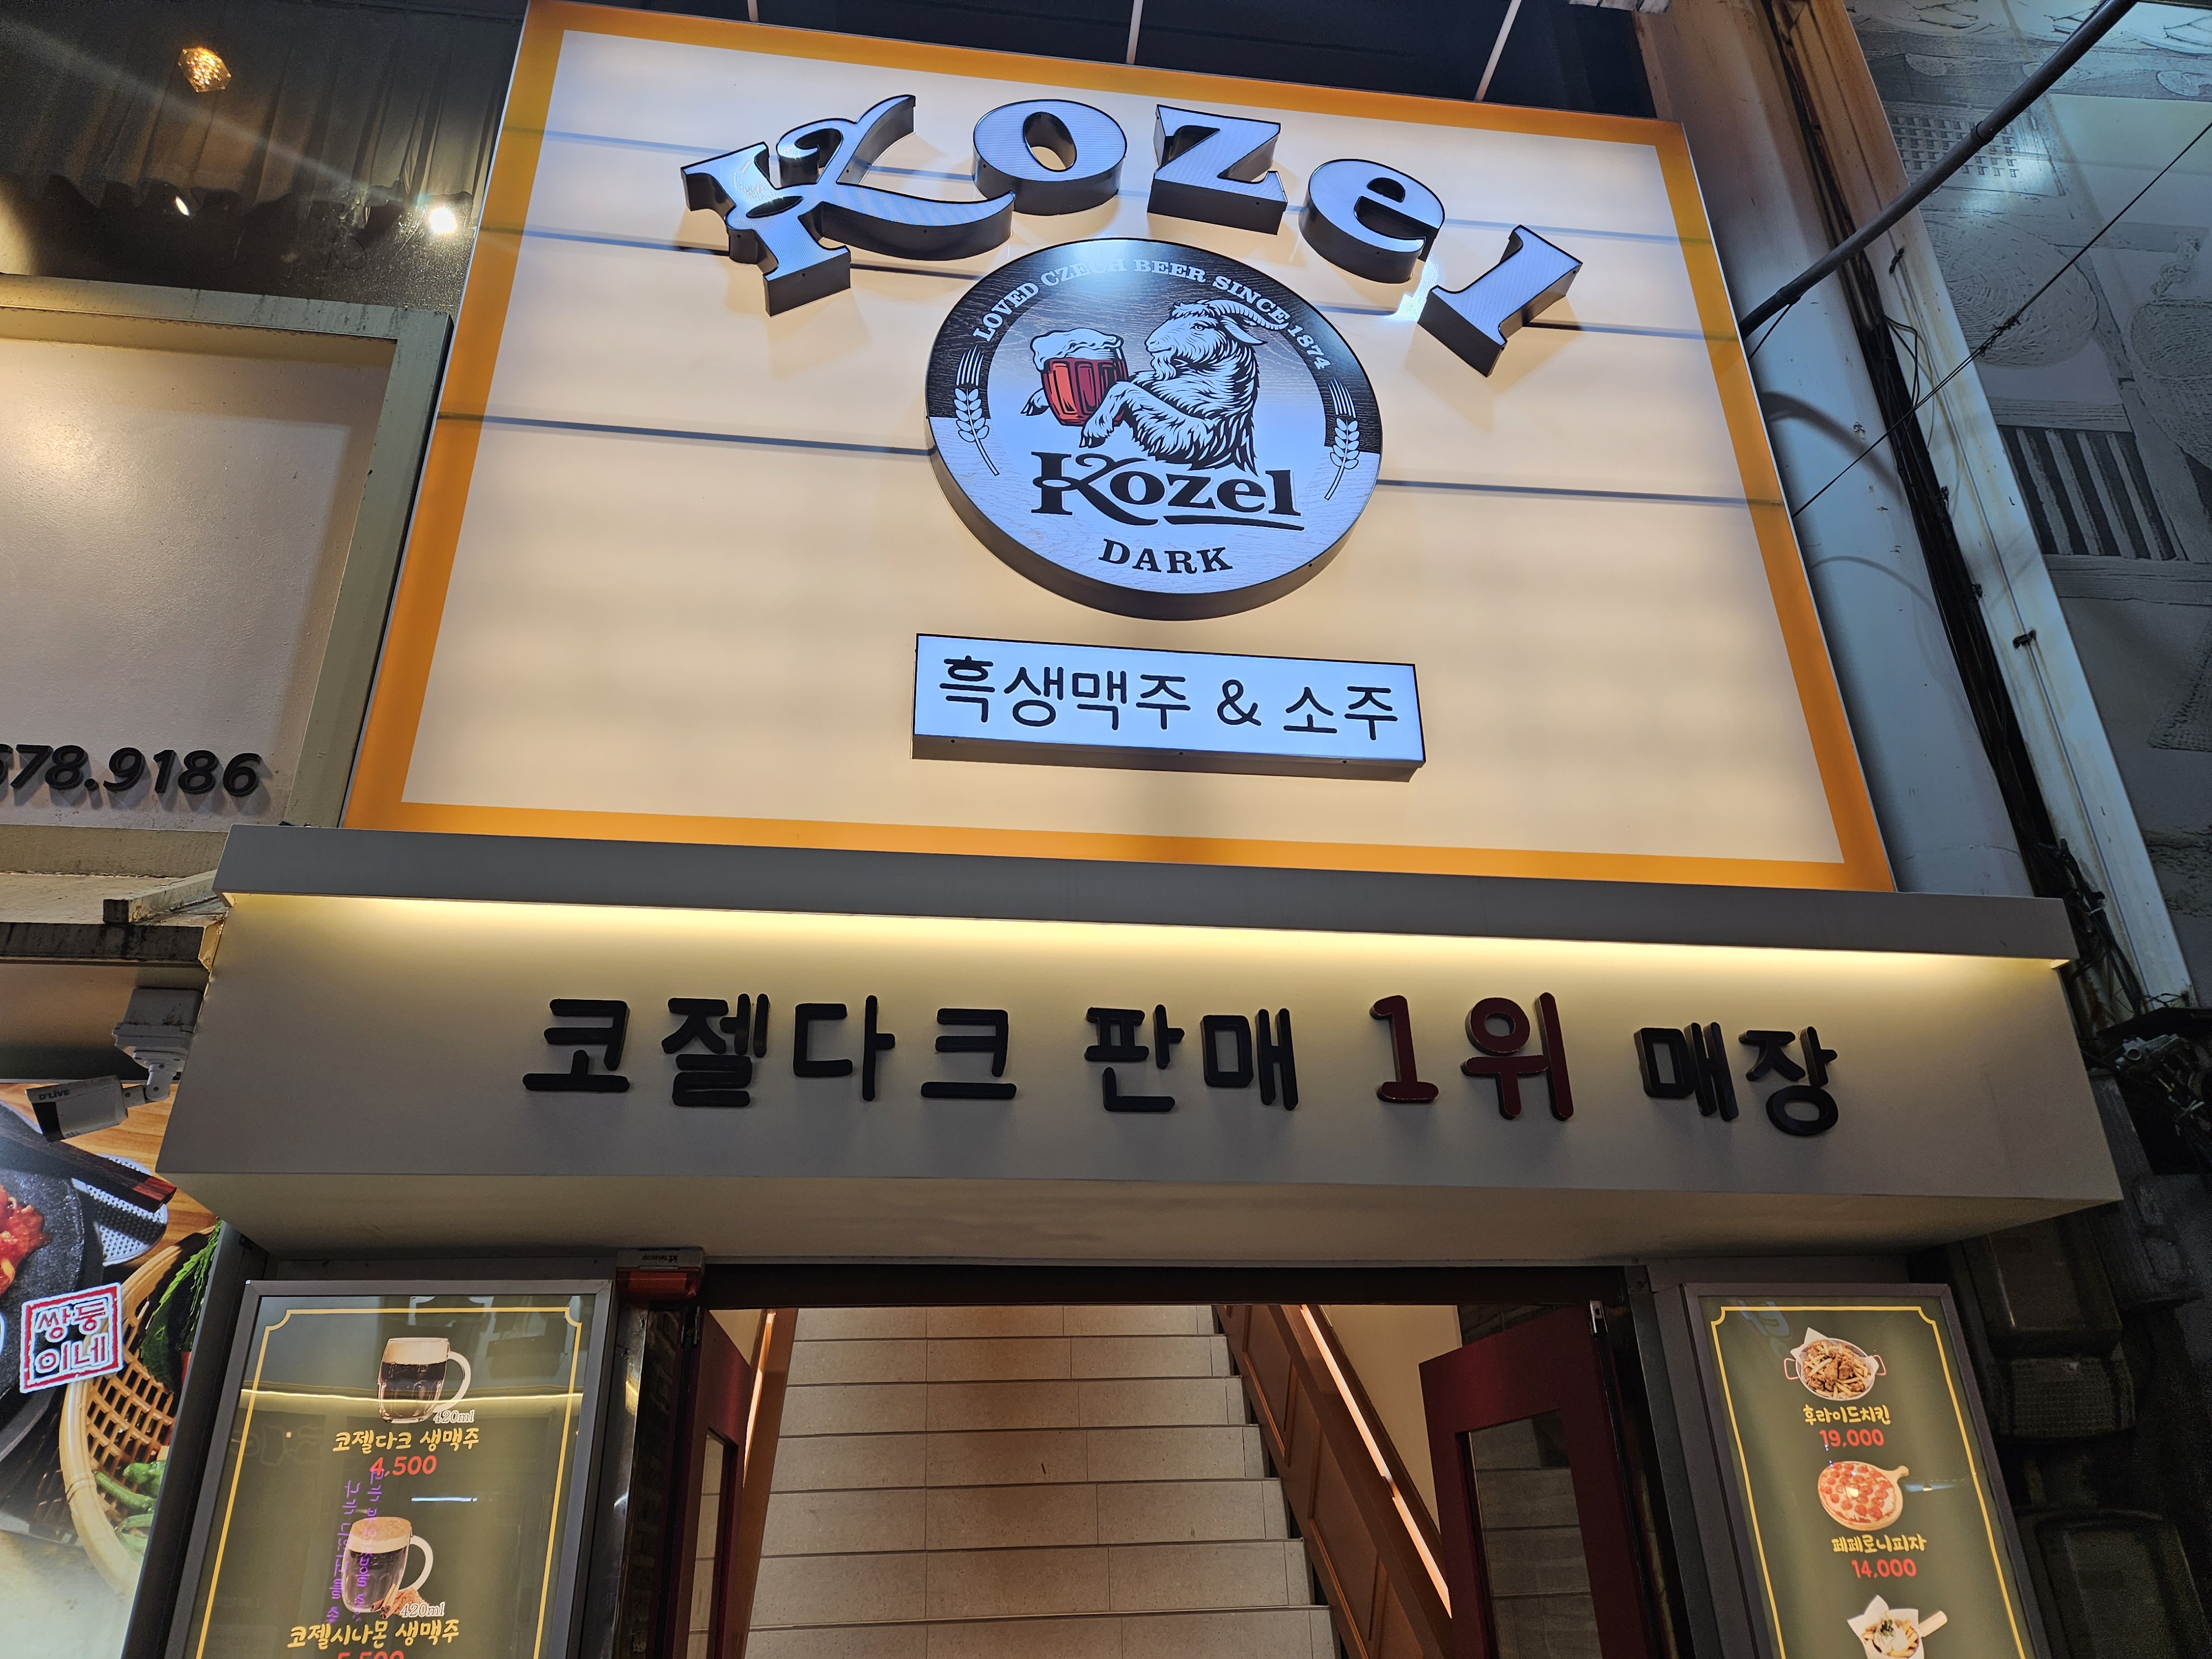 Kozel
LOVED CZECH BEER SINCE 1874
Kozel
DARK
흑생맥주 & 소주
678.9186
코젤다크 판매 1위 매장
D'LIVE
쌍둥
이네
420ml
코젤다크 생맥주
4,500
420ml
코젤시나몬 생맥주
5,500
후라이드치킨
19,000
페페로니피자
14,000